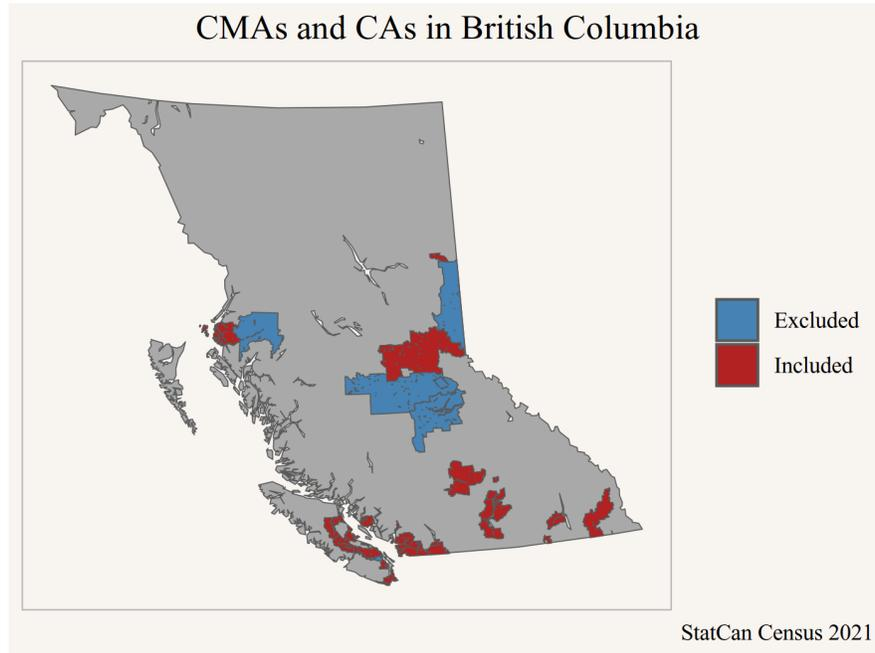 CMAs and CAs in British Columbia
Excluded
Included
StatCan Census 2021